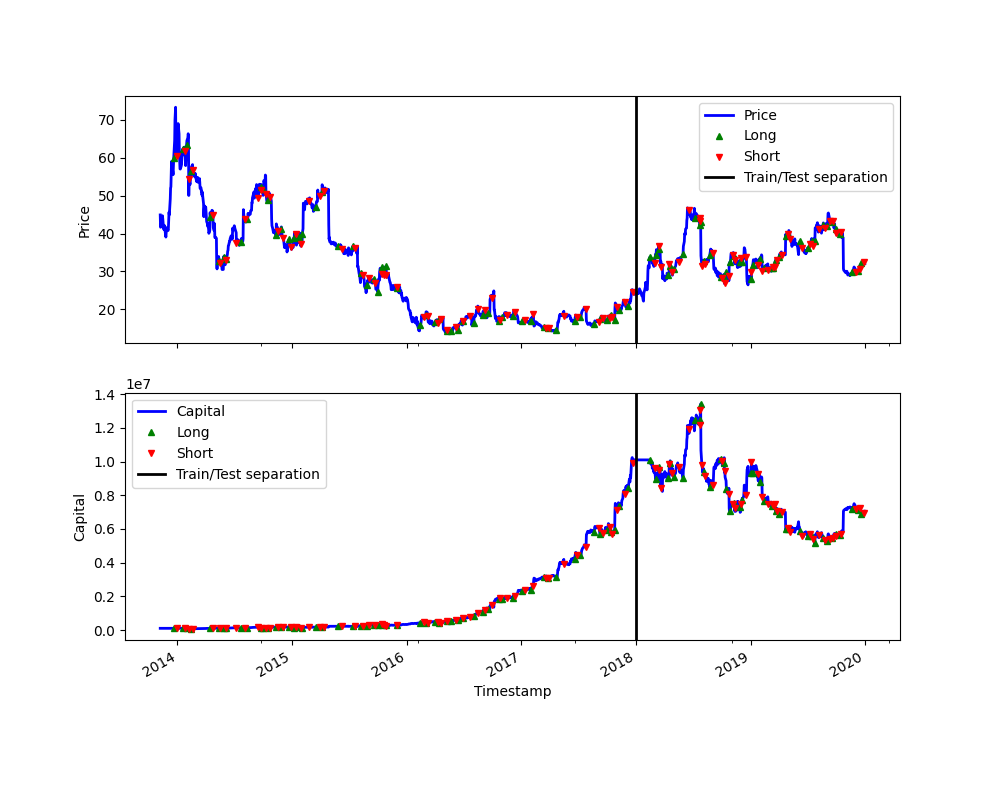 70
60
50
40
30
20
Price
Price
Long
Short
Train/Test separation
1e7
1.4
1.2
1.0
0.8
0.6
0.4
0.2
0.0
Capital
Capital
Long
Short
Train/Test separation
2014
2015
2016
2017
2018
2019
2020
Timestamp